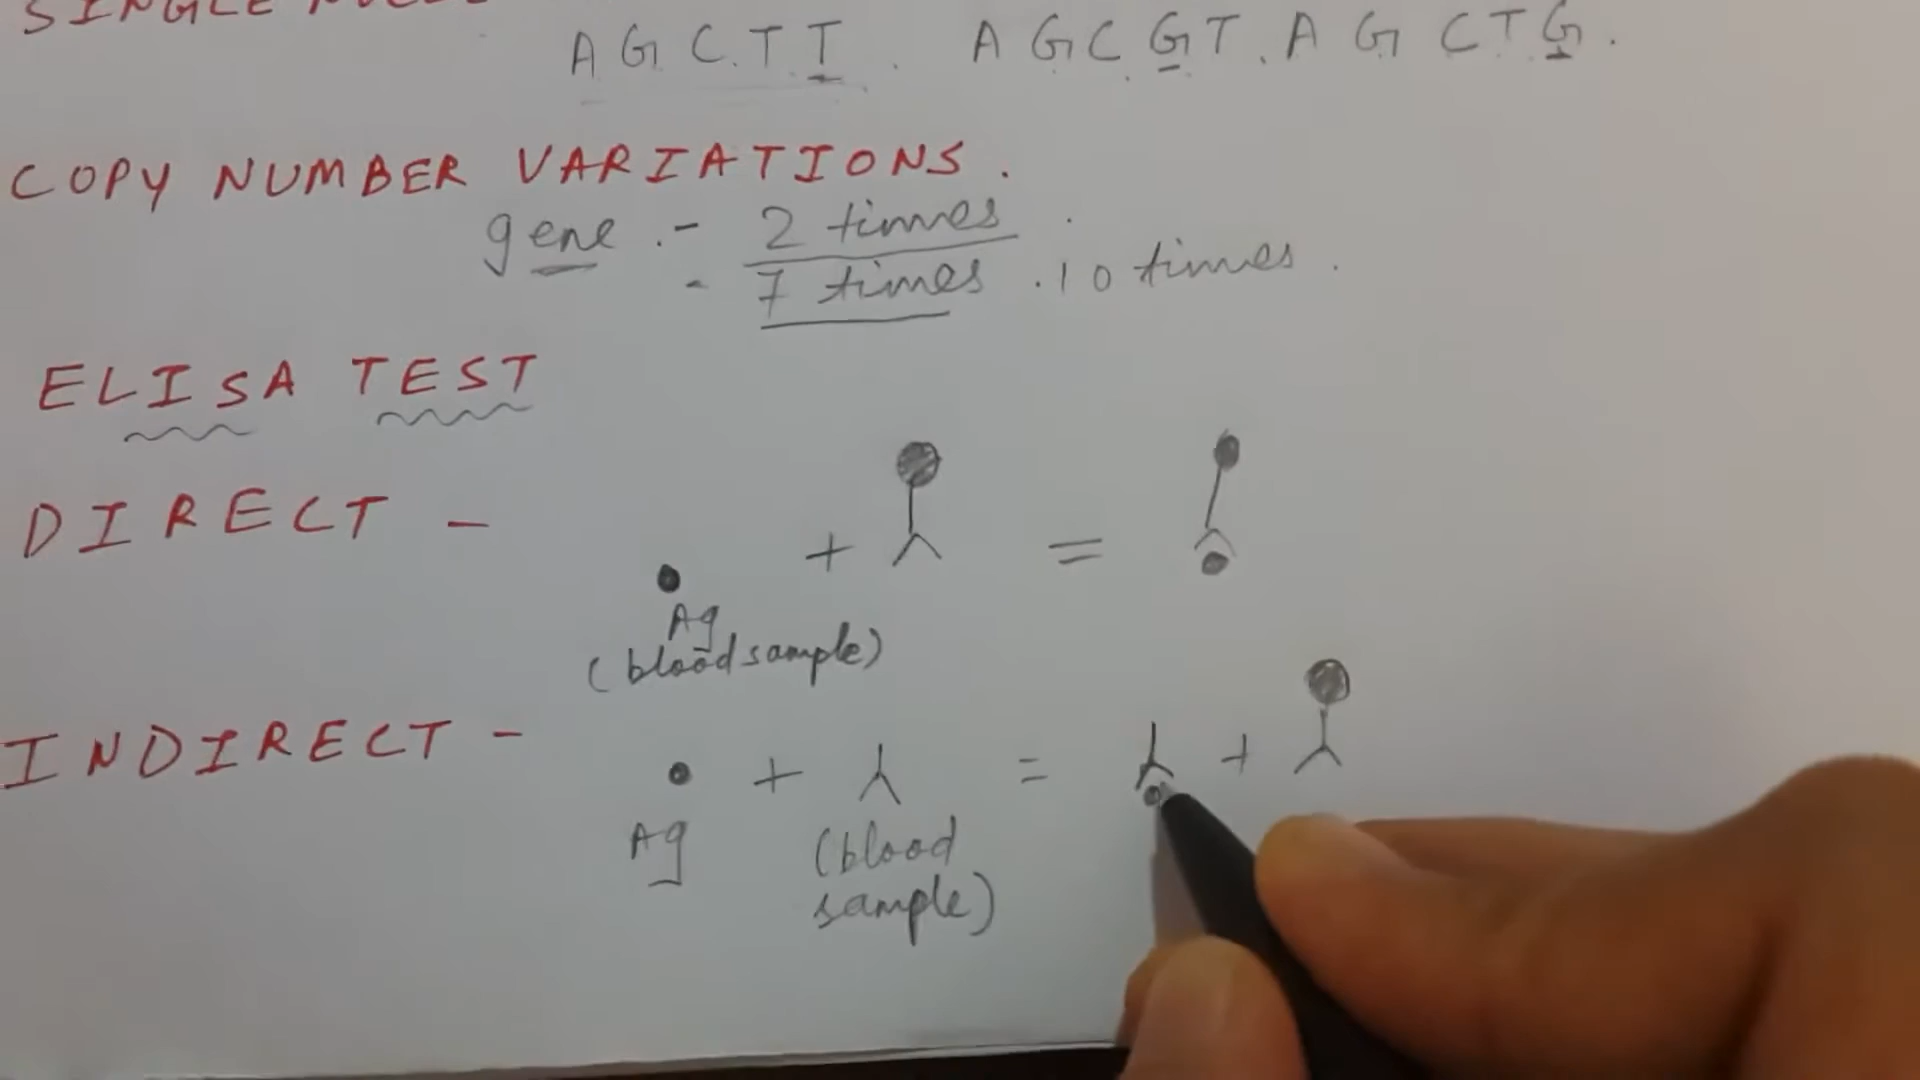 SINGLE
A G C T T . A G C G T . A G C T G .
COPY NUMBER VARIATIONS .
gene . - 2 times .
- 7 times . 10 times .
ELISA TEST
DIRECT -
+ =
Ag
(blood sample)
INDIRECT -
+ = +
Ag (blood
sample)